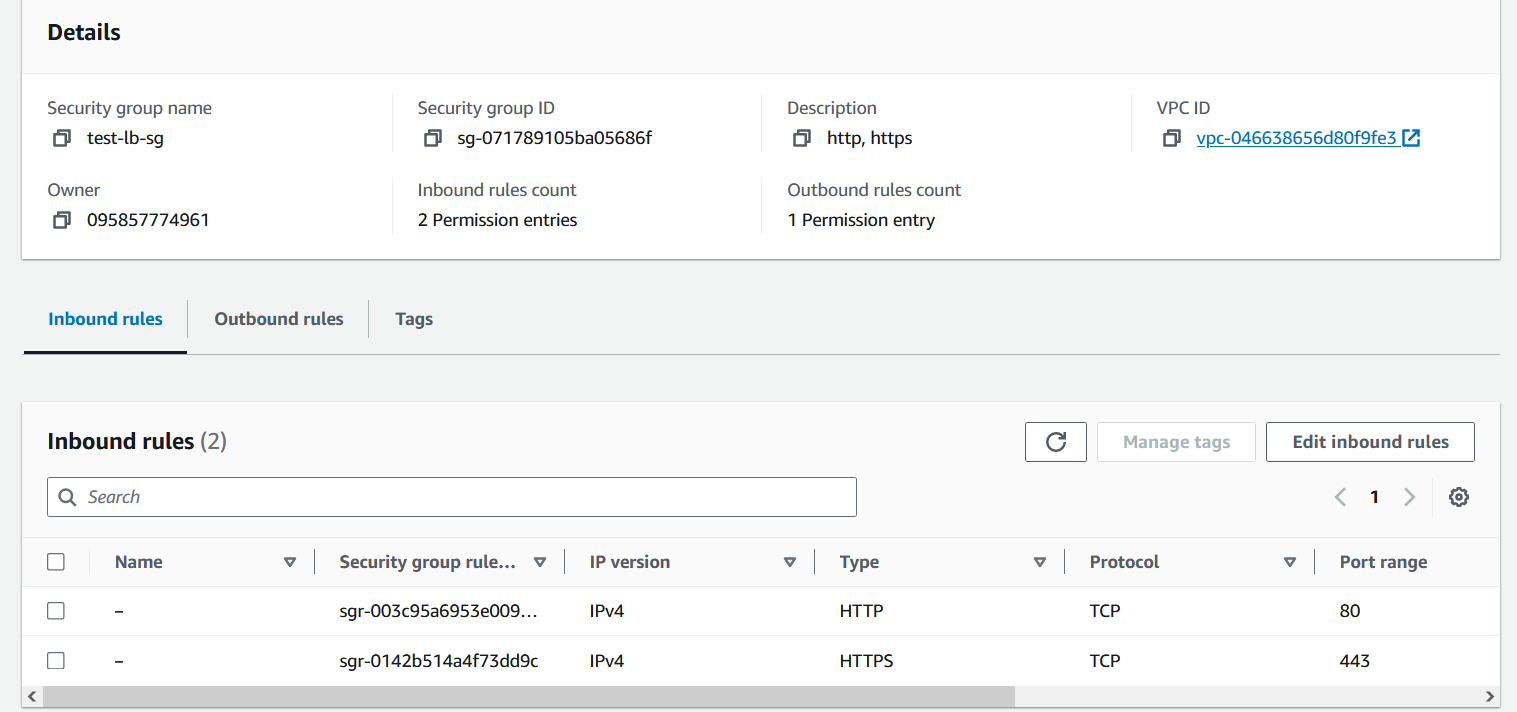 Details
Security group name Security group ID Description VPC ID
test-lb-sg sg-071789105ba05686f http, https vpc-046638656d80f9fe3
Owner Inbound rules count Outbound rules count
095857774961 2 Permission entries 1 Permission entry
Inbound rules Outbound rules Tags
Inbound rules (2) Manage tags Edit inbound rules
Search 1
Name Security group rule... IP version Type Protocol Port range
– sgr-003c95a6953e009... IPv4 HTTP TCP 80
– sgr-0142b514a4f73dd9c IPv4 HTTPS TCP 443